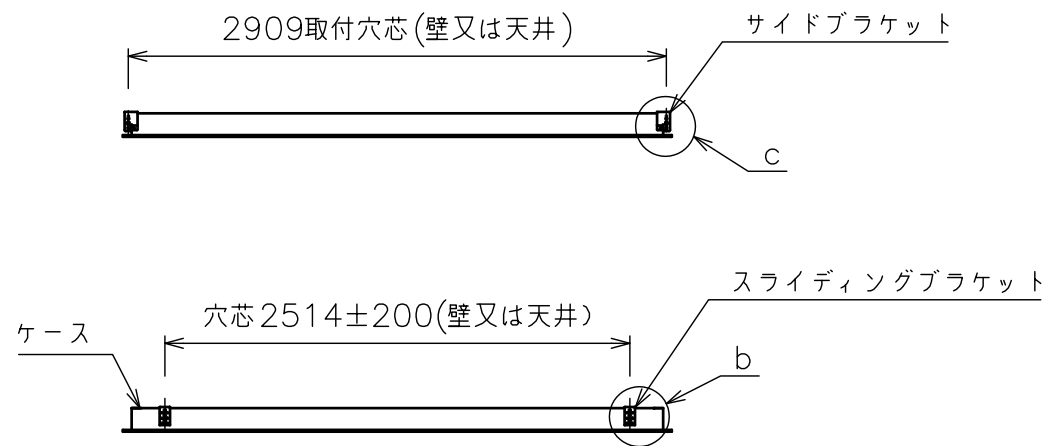 2909取付穴芯(壁又は天井)
サイドブラケット
c
スライディングブラケット
穴芯2514±200(壁又は天井)
ケース
b